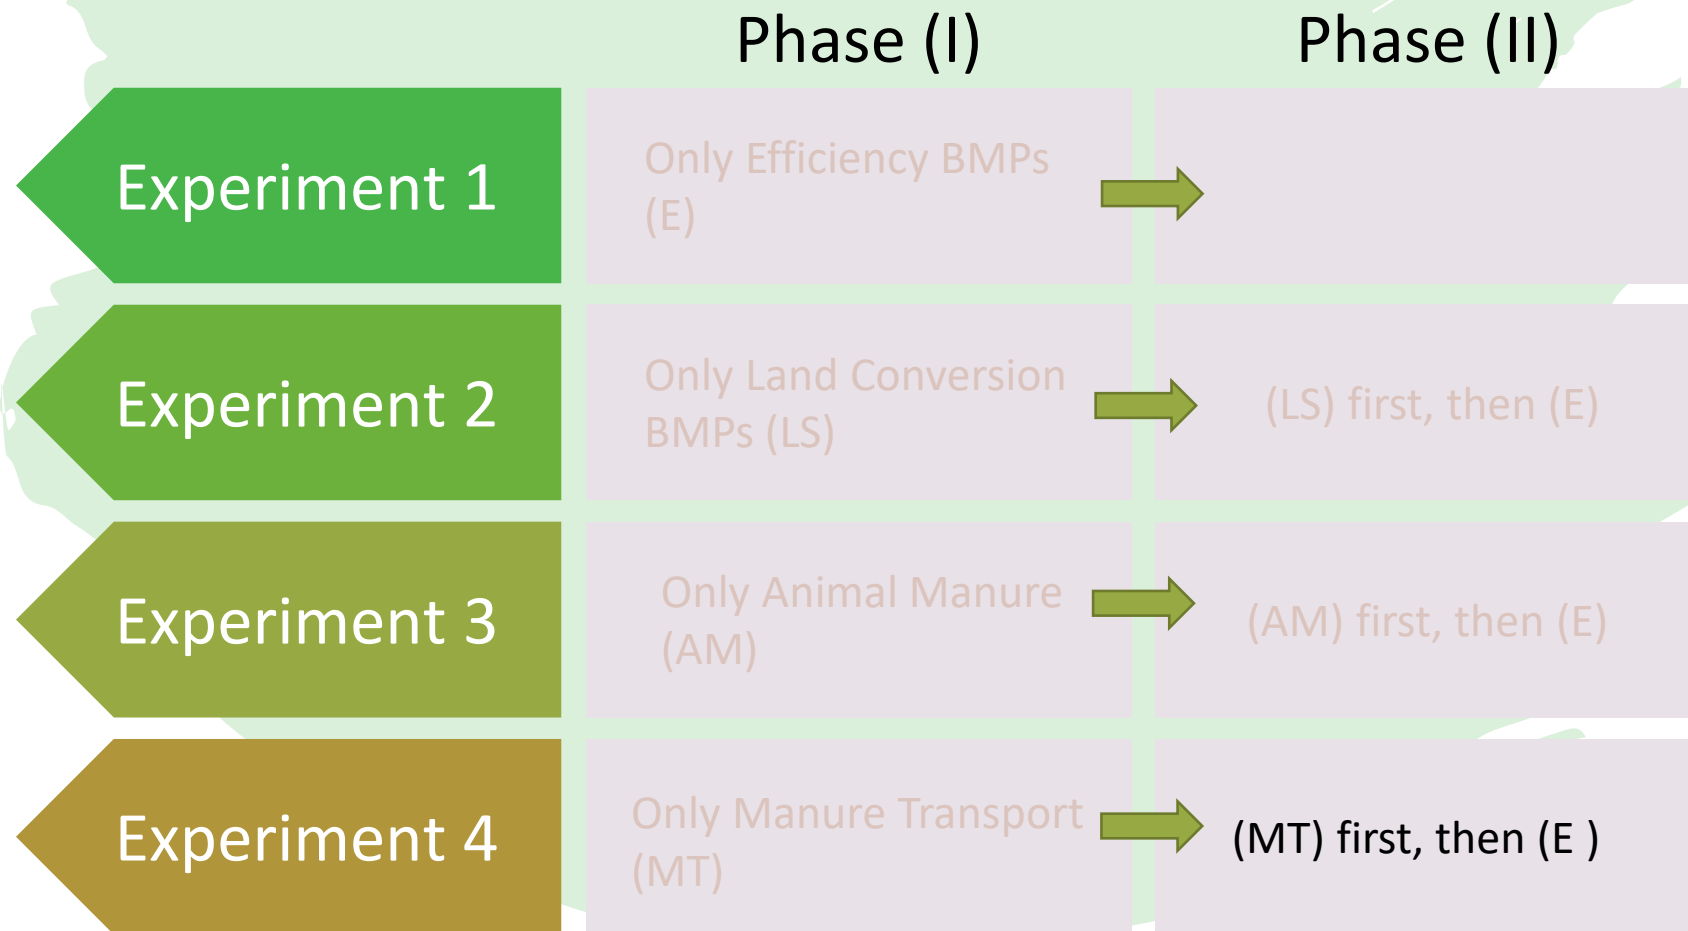 Phase (I)
Phase (II)
Experiment 1
Only Efficiency BMPs
(E)
Experiment 2
Only Land Conversion
BMPs (LS)
(LS) first, then (E)
Experiment 3
Only Animal Manure
(AM)
(AM) first, then (E)
Experiment 4
Only Manure Transport
(MT)
(MT) first, then (E )